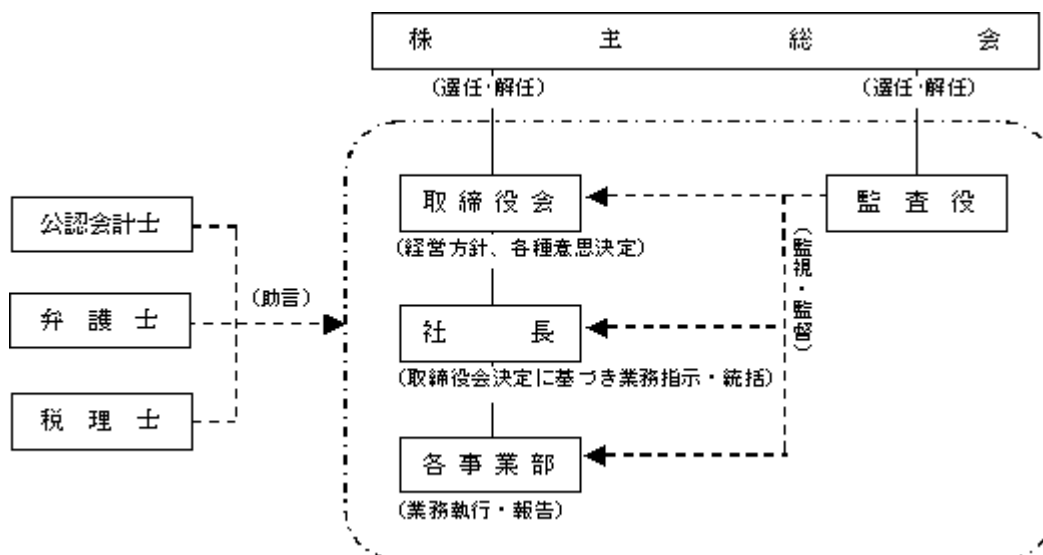 株主総会
(選任・解任) (選任・解任)
取締役会 監査役
公認会計士
(経営方針、各種意思決定)
(監視・監督)
(助言)
弁護士 社長
(取締役会決定に基づき業務指示・統括)
税理士
各事業部
(業務執行・報告)